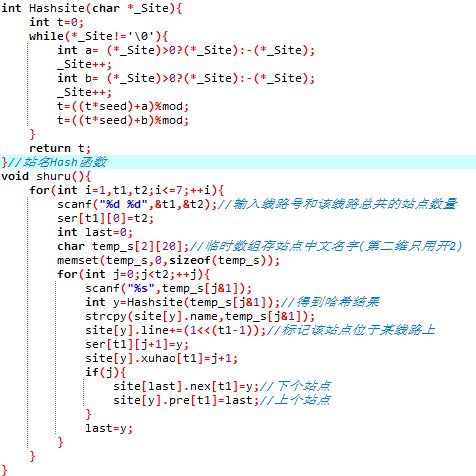 int Hashsite(char *_Site){
    int t=0;
    while(*_Site!='\0'){
        int a= (*_Site)>0?(*_Site):-(*_Site);
        _Site++;
        int b= (*_Site)>0?(*_Site):-(*_Site);
        _Site++;
        t=((t*seed)+a)%mod;
        t=((t*seed)+b)%mod;
    }
    return t;
}//站名Hash函数
void shuru(){
    for(int i=1,t1,t2;i<=7;++i){
        scanf("%d %d",&t1,&t2);//输入线路号和该线路总共的站点数量
        ser[t1][0]=t2;
        int last=0;
        char temp_s[2][20];//临时数组存站点中文名字(第二维只用开2)
        memset(temp_s,0,sizeof(temp_s));
        for(int j=0;j<t2;++j){
            scanf("%s",temp_s[j&1]);
            int y=Hashsite(temp_s[j&1]);//得到哈希结果
            strcpy(site[y].name,temp_s[j&1]);
            site[y].line+=(1<<(t1-1));//标记该站点位于某线路上
            ser[t1][j+1]=y;
            site[y].xuhao[t1]=j+1;
            if(j){
                site[last].nex[t1]=y;//下个站点
                site[y].pre[t1]=last;//上个站点
            }
            last=y;
        }
    }
}